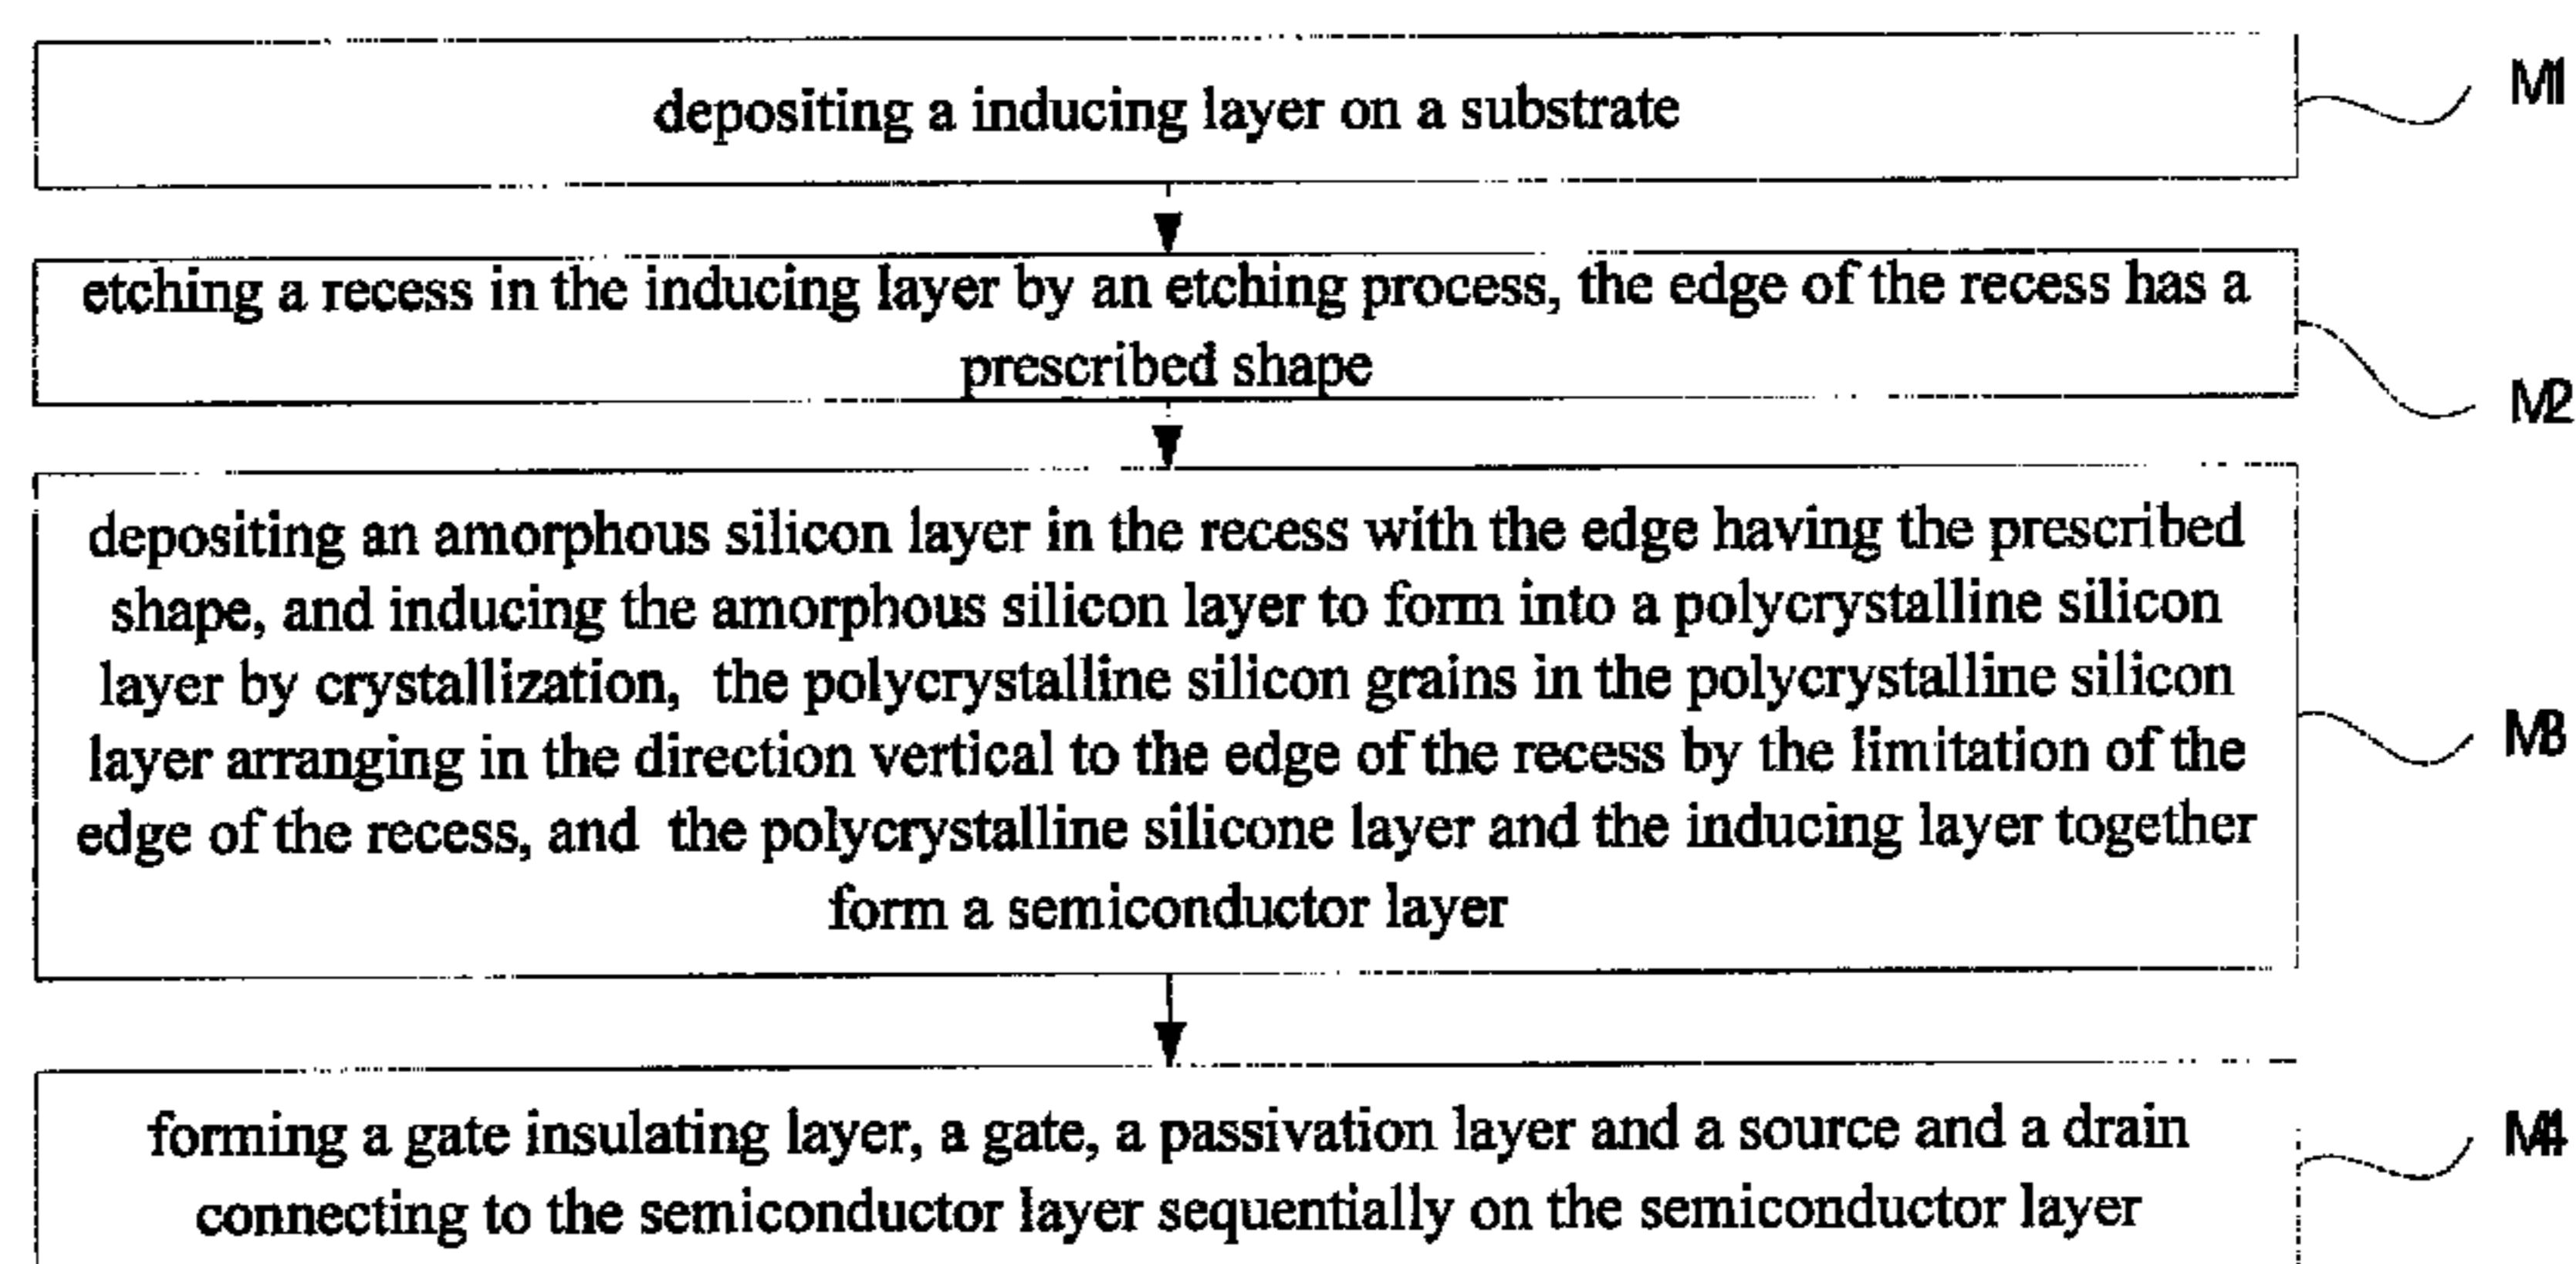 depositing a inducing layer on a substrate
M1
etching a recess in the inducing layer by an etching process, the edge of the recess has a
prescribed shape
M2
depositing an amorphous silicon layer in the recess with the edge having the prescribed
shape, and inducing the amorphous silicon layer to form into a polycrystalline silicon
layer by crystallization, the polycrystalline silicon grains in the polycrystalline silicon
layer arranging in the direction vertical to the edge of the recess by the limitation of the
edge of the recess, and the polycrystalline silicone layer and the inducing layer together
form a semiconductor layer
M3
forming a gate insulating layer, a gate, a passivation layer and a source and a drain
connecting to the semiconductor layer sequentially on the semiconductor layer
M4